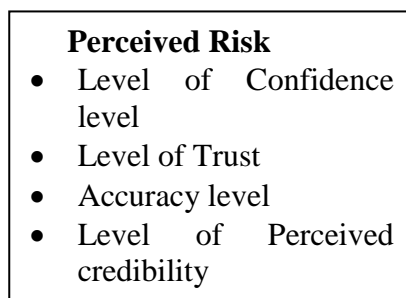 Perceived Risk
• Level of Confidence
level
• Level of Trust
• Accuracy level
• Level of Perceived
credibility